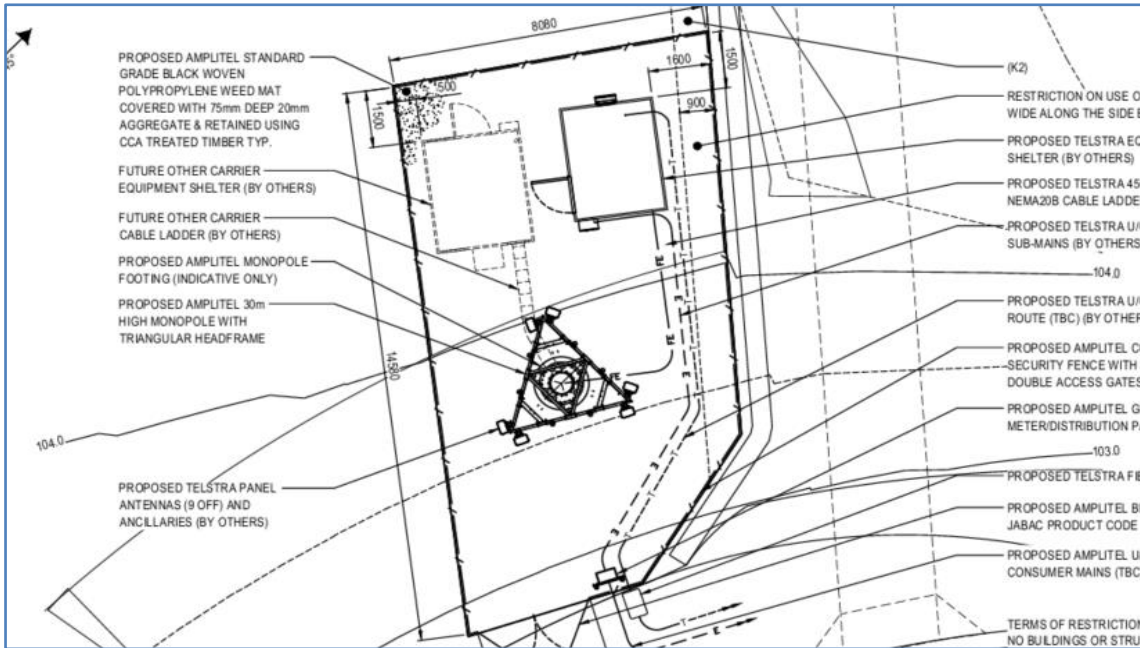 8080
PROPOSED AMPLITEL STANDARD
GRADE BLACK WOVEN
POLYPROPYLENE WEED MAT
COVERED WITH 75mm DEEP 20mm
AGGREGATE & RETAINED USING
CCA TREATED TIMBER TYP.
FUTURE OTHER CARRIER
EQUIPMENT SHELTER (BY OTHERS)
FUTURE OTHER CARRIER
CABLE LADDER (BY OTHERS)
PROPOSED AMPLITEL MONOPOLE
FOOTING (INDICATIVE ONLY)
PROPOSED AMPLITEL 30m
HIGH MONOPOLE WITH
TRIANGULAR HEADFRAME
104.0
PROPOSED TELSTRA PANEL
ANTENNAS (9 OFF) AND
ANCILLARIES (BY OTHERS)
500
1500
1600
1500
900
14580
E
T
(K2)
RESTRICTION ON USE O
WIDE ALONG THE SIDE B
PROPOSED TELSTRA EQ
SHELTER (BY OTHERS)
PROPOSED TELSTRA 45
NEMA20B CABLE LADDE
PROPOSED TELSTRA U/
SUB-MAINS (BY OTHERS
104.0
PROPOSED TELSTRA U/
ROUTE (TBC) (BY OTHER
PROPOSED AMPLITEL C
SECURITY FENCE WITH
DOUBLE ACCESS GATES
PROPOSED AMPLITEL G
METER/DISTRIBUTION PA
103.0
PROPOSED TELSTRA FIE
PROPOSED AMPLITEL B
JABAC PRODUCT CODE
PROPOSED AMPLITEL U
CONSUMER MAINS (TBC
TERMS OF RESTRICTION
NO BUILDINGS OR STRU